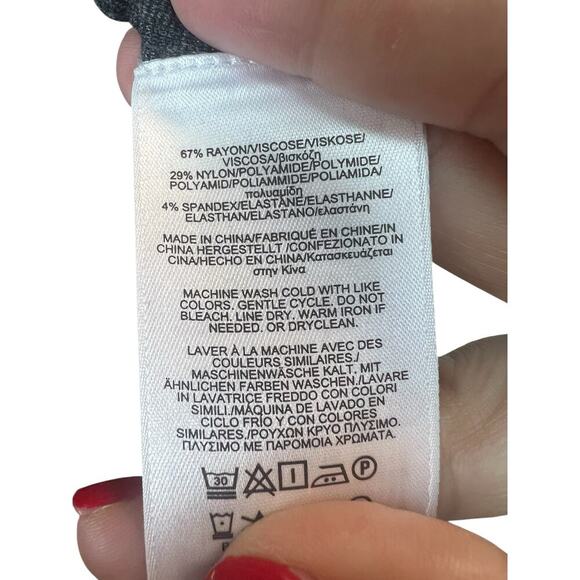 67% RAYON/VISCOSE/VISKOSE/
VISCOSA/βισκόζη
29% NYLON/POLYAMIDE/POLYMIDE/
POLYAMID/POLIAMMIDE/POLIAMIDA/
πολυαμίδη
4% SPANDEX/ELASTANE/ELASTHANNE/
ELASTHAN/ELASTANO/ελαστάνη
MADE IN CHINA/FABRIQUÉ EN CHINE/IN
CHINA HERGESTELLT /CONFEZIONATO IN
CINA/HECHO EN CHINA/Κατασκευάζεται
στην Κίνα
MACHINE WASH COLD WITH LIKE
COLORS. GENTLE CYCLE. DO NOT
BLEACH. LINE DRY. WARM IRON IF
NEEDED. OR DRYCLEAN.
LAVER À LA MACHINE AVEC DES
COULEURS SIMILAIRES./
MASCHINENWÄSCHE KALT. MIT
ÄHNLICHEN FARBEN WASCHEN./LAVARE
IN LAVATRICE FREDDO CON COLORI
SIMILI./MÁQUINA DE LAVADO EN
CICLO FRÍO Y CON COLORES
SIMILARES./ΡΟΥΧΩΝ ΚΡΥΟ ΠΛΥΣΙΜΟ.
ΠΛΥΣΙΜΟ ΜΕ ΠΑΡΟΜΟΙΑ ΧΡΩΜΑΤΑ.
30 P